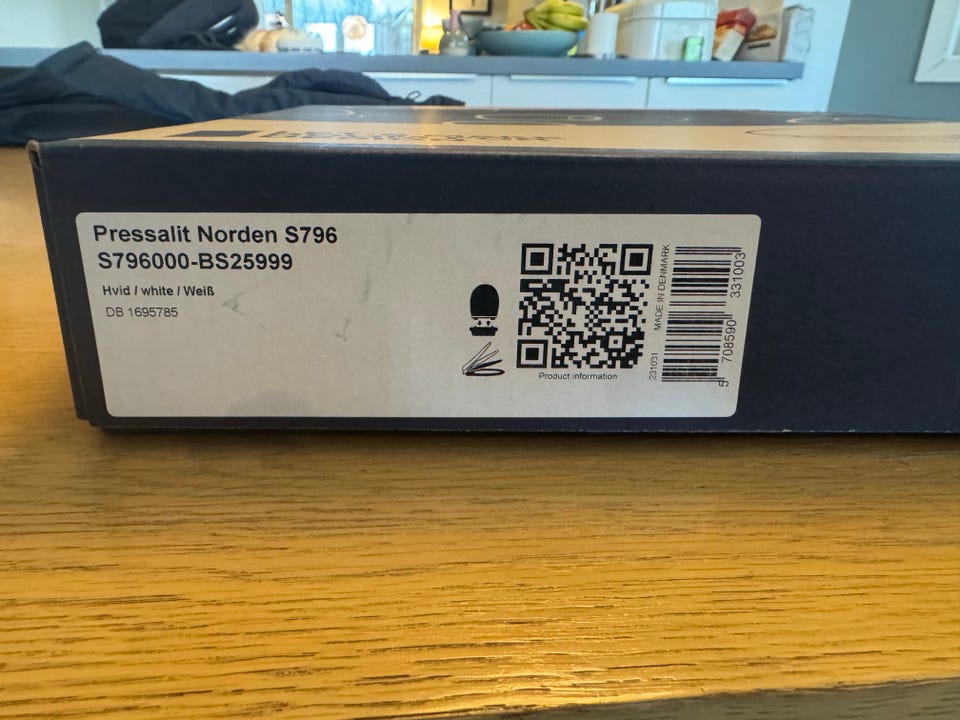 Pressalit Norden S796
S796000-BS25999
Hvid / white / Weiß
DB 1695785
Product information
MADE IN DENMARK
231031
5 708590 331003